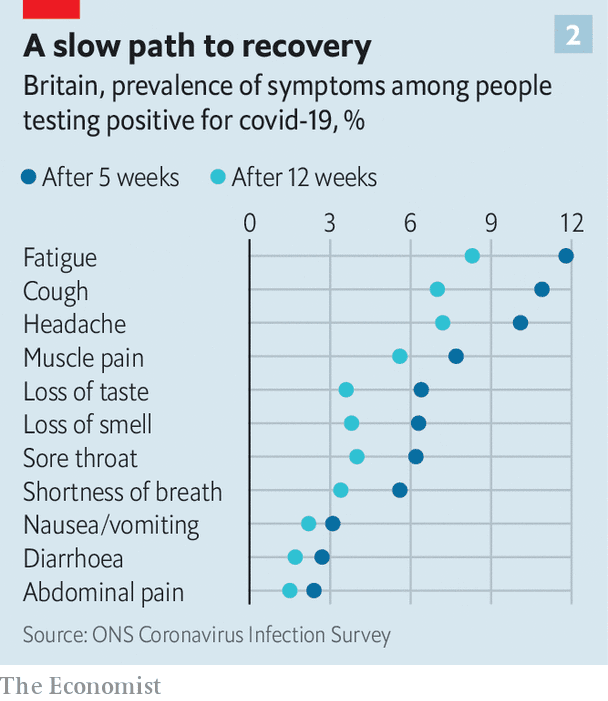 2
A slow path to recovery
Britain, prevalence of symptoms among people
testing positive for covid-19, %
After 5 weeks After 12 weeks
0 3 6 9 12
Fatigue
Cough
Headache
Muscle pain
Loss of taste
Loss of smell
Sore throat
Shortness of breath
Nausea/vomiting
Diarrhoea
Abdominal pain
Source: ONS Coronavirus Infection Survey
The Economist